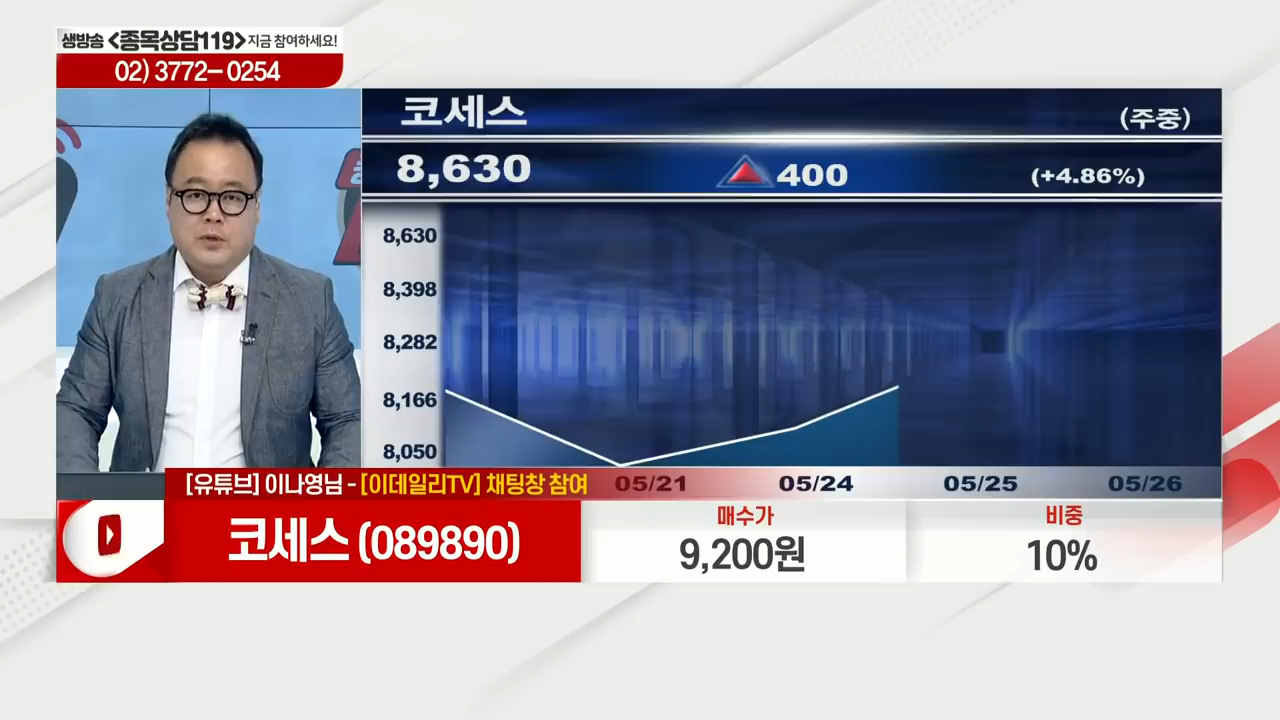 생방송 <종목상담119> 지금 참여하세요!
02) 3772-0254
코세스 (주중)
8,630 400 (+4.86%)
8,630
8,398
8,282
8,166
8,050
05/21 05/24 05/25 05/26
[유튜브] 이나영님 - [이데일리TV] 채팅창 참여
코세스 (089890)
매수가 비중
9,200원 10%